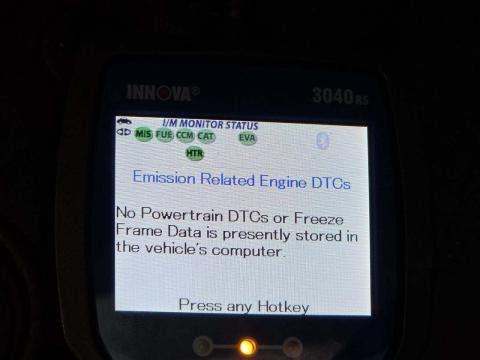 INNOVA® 3040RS
I/M MONITOR STATUS
MIS FUE CCM CAT EVA
HTR
Emission Related Engine DTCs
No Powertrain DTCs or Freeze
Frame Data is presently stored in
the vehicle's computer.
Press any Hotkey